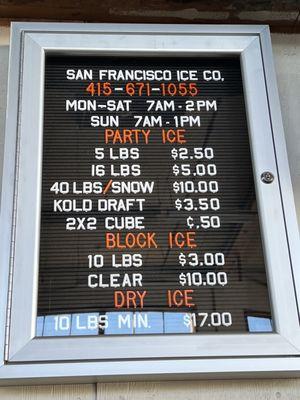 SAN FRANCISCO ICE CO.
415-671-1055
MON-SAT 7AM-2PM
SUN 7AM-1PM
PARTY ICE
5 LBS $2.50
16 LBS $5.00
40 LBS/SNOW $10.00
KOLD DRAFT $3.50
2X2 CUBE ¢.50
BLOCK ICE
10 LBS $3.00
CLEAR $10.00
DRY ICE
10 LBS MIN. $17.00